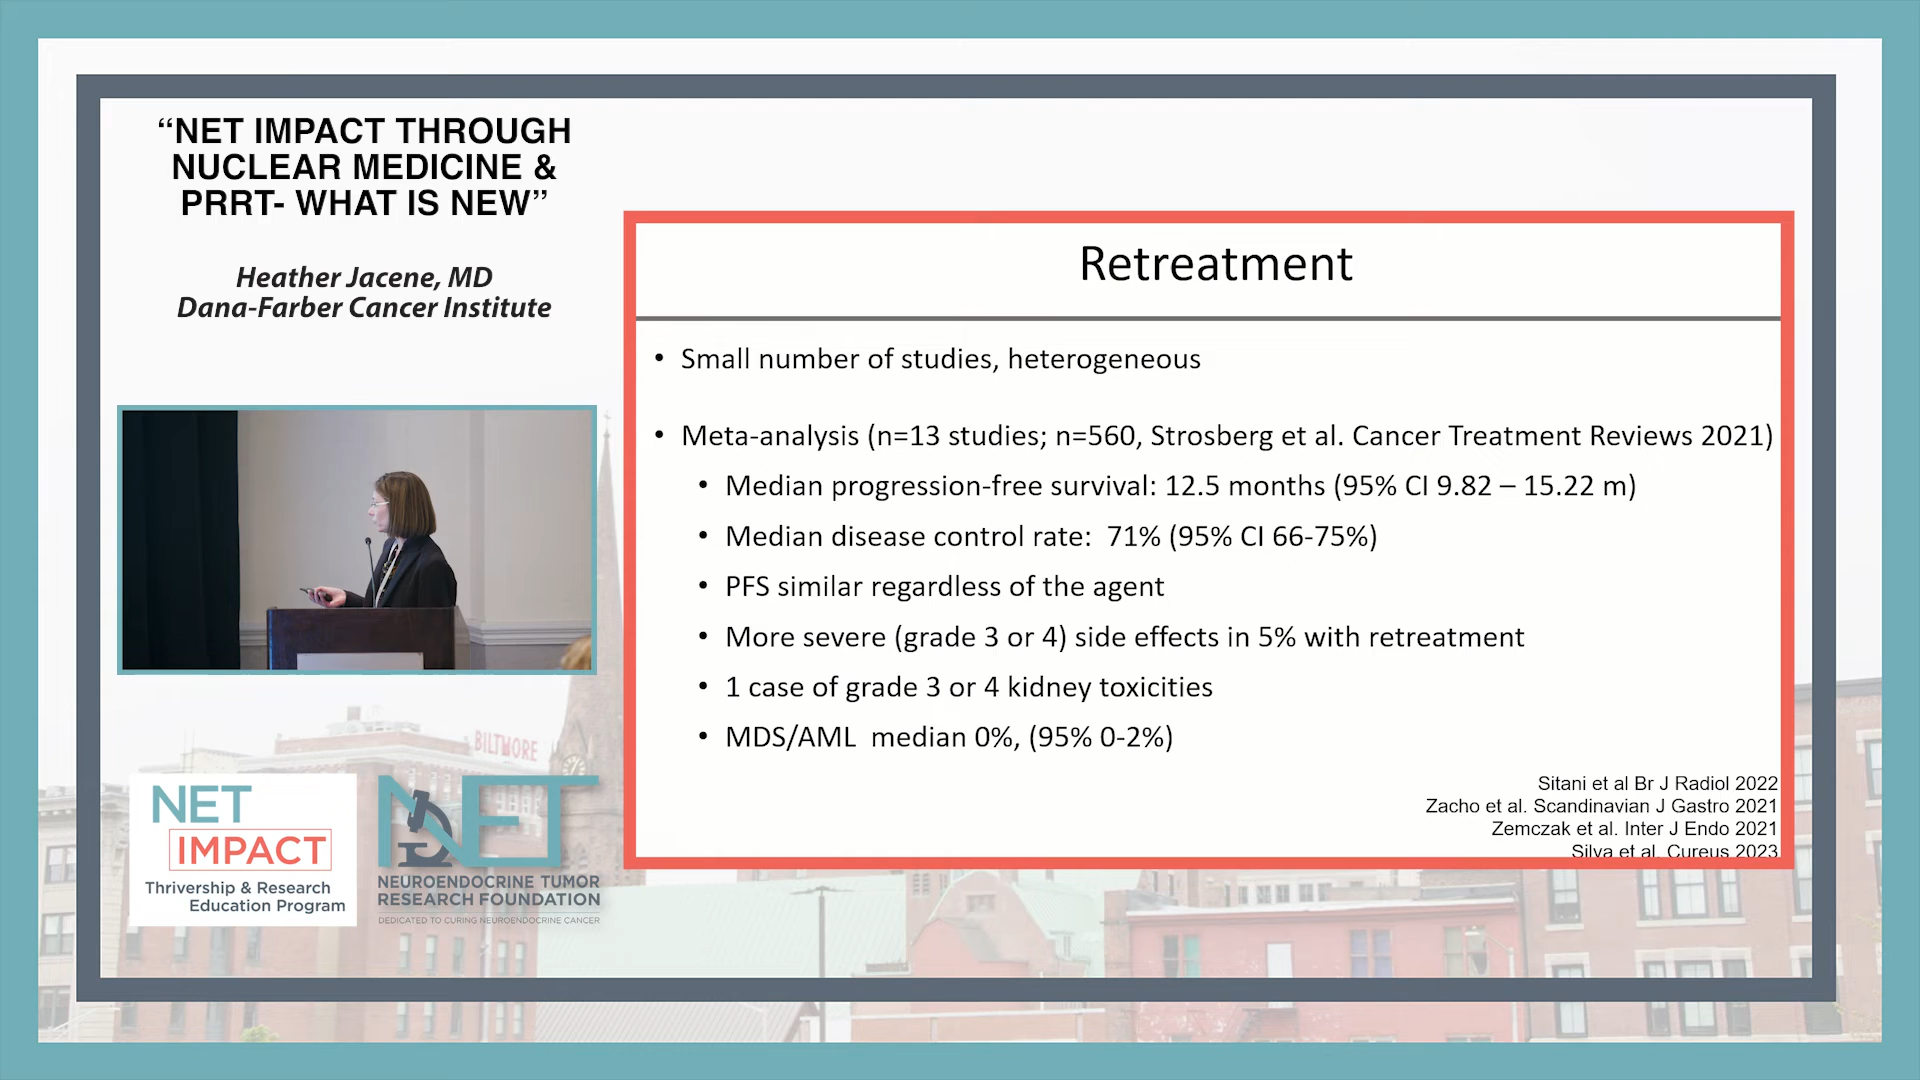 “NET IMPACT THROUGH
NUCLEAR MEDICINE &
PRRT- WHAT IS NEW”
Heather Jacene, MD
Dana-Farber Cancer Institute
Retreatment
• Small number of studies, heterogeneous
• Meta-analysis (n=13 studies; n=560, Strosberg et al. Cancer Treatment Reviews 2021)
• Median progression-free survival: 12.5 months (95% CI 9.82 – 15.22 m)
• Median disease control rate:  71% (95% CI 66-75%)
• PFS similar regardless of the agent
• More severe (grade 3 or 4) side effects in 5% with retreatment
• 1 case of grade 3 or 4 kidney toxicities
• MDS/AML  median 0%, (95% 0-2%)
Sitani et al Br J Radiol 2022
Zacho et al. Scandinavian J Gastro 2021
Zemczak et al. Inter J Endo 2021
Silva et al. Cureus 2023
BILTMORE
NET
IMPACT
Thrivership & Research
Education Program
NET
NEUROENDOCRINE TUMOR
RESEARCH FOUNDATION
DEDICATED TO CURING NEUROENDOCRINE CANCER